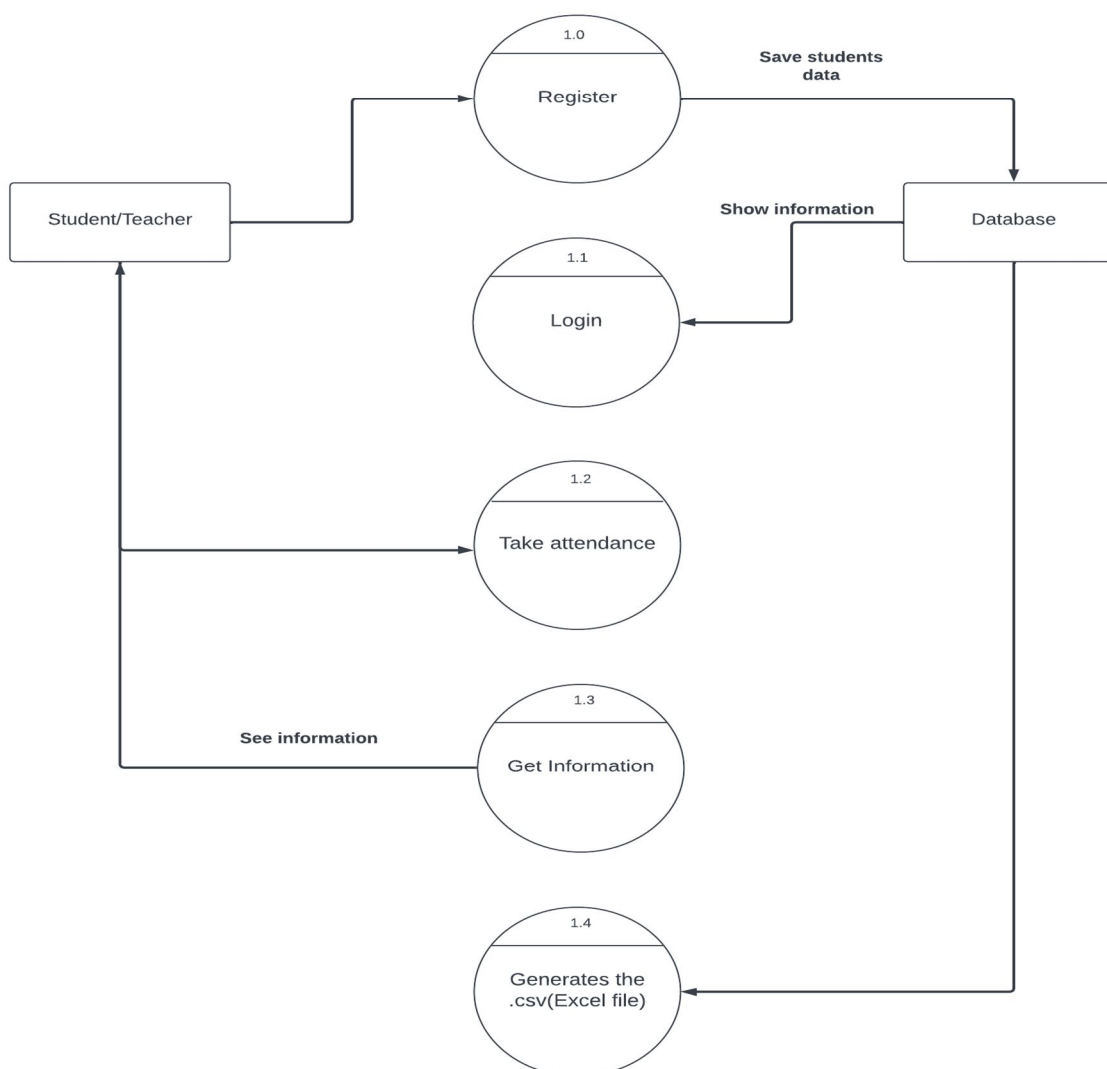 1.0
Register
Save students
data
Student/Teacher
Show information
Database
1.1
Login
1.2
Take attendance
1.3
See information
Get Information
1.4
Generates the
.csv(Excel file)